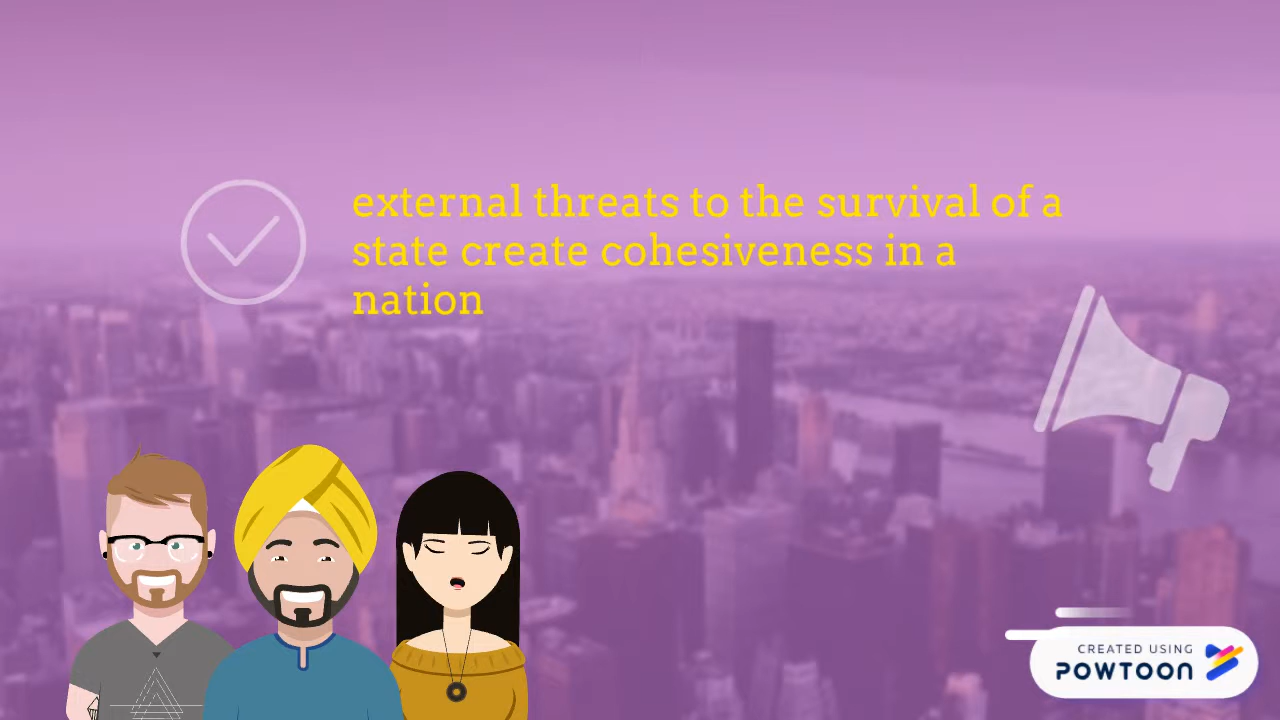 external threats to the survival of a
state create cohesiveness in a
nation
CREATED USING
POWTOON